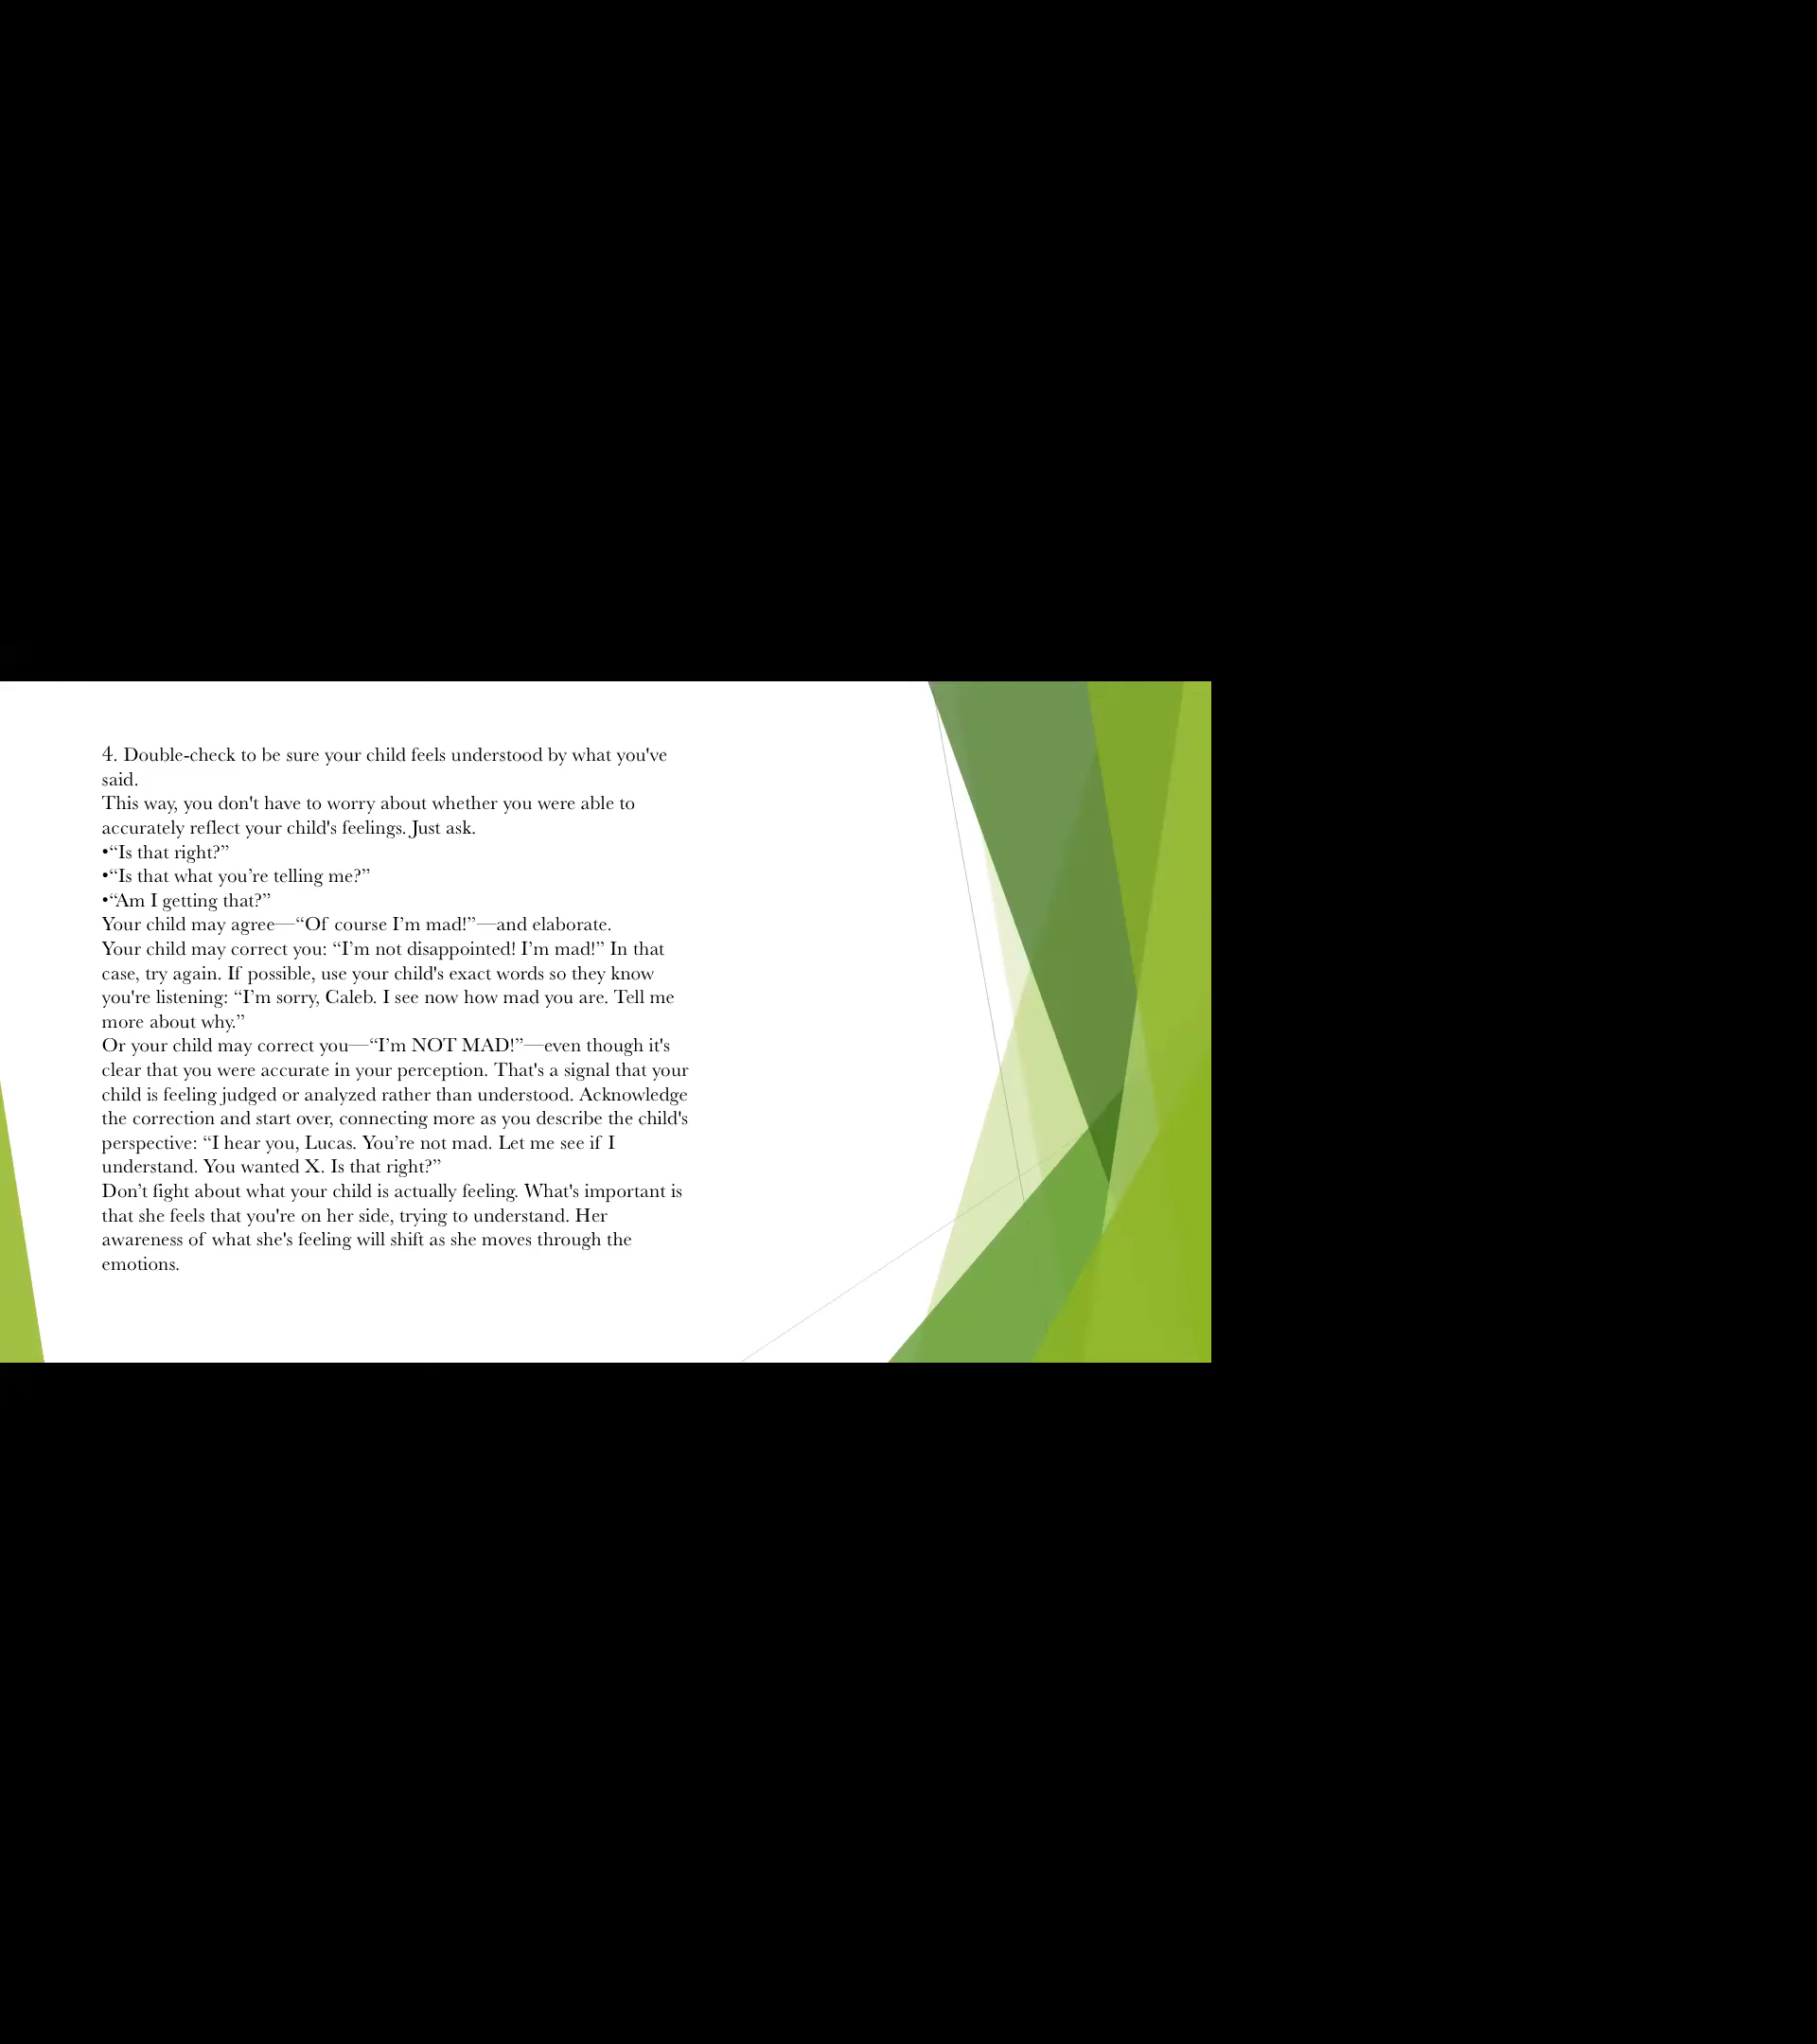 4. Double-check to be sure your child feels understood by what you've
said.
This way, you don't have to worry about whether you were able to
accurately reflect your child's feelings. Just ask.
•“Is that right?”
•“Is that what you’re telling me?”
•“Am I getting that?”
Your child may agree—“Of course I’m mad!”—and elaborate.
Your child may correct you: “I’m not disappointed! I’m mad!” In that
case, try again. If possible, use your child's exact words so they know
you're listening: “I’m sorry, Caleb. I see now how mad you are. Tell me
more about why.”
Or your child may correct you—“I’m NOT MAD!”—even though it's
clear that you were accurate in your perception. That's a signal that your
child is feeling judged or analyzed rather than understood. Acknowledge
the correction and start over, connecting more as you describe the child's
perspective: “I hear you, Lucas. You’re not mad. Let me see if I
understand. You wanted X. Is that right?”
Don’t fight about what your child is actually feeling. What's important is
that she feels that you're on her side, trying to understand. Her
awareness of what she's feeling will shift as she moves through the
emotions.